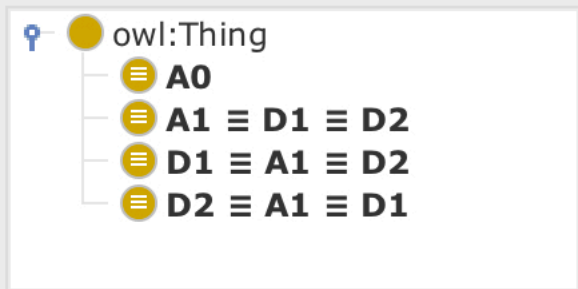 owl:Thing
A0
A1 ≡ D1 ≡ D2
D1 ≡ A1 ≡ D2
D2 ≡ A1 ≡ D1